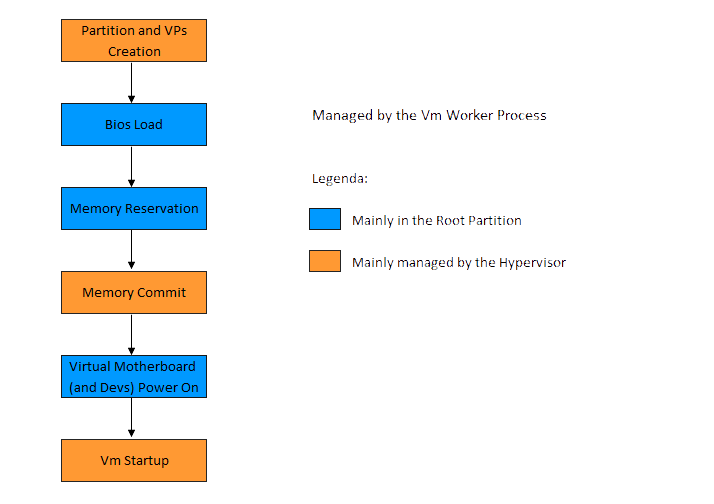 Partition and VPs
Creation
Bios Load
Memory Reservation
Memory Commit
Virtual Motherboard
(and Devs) Power On
Vm Startup
Managed by the Vm Worker Process
Legenda:
Mainly in the Root Partition
Mainly managed by the Hypervisor